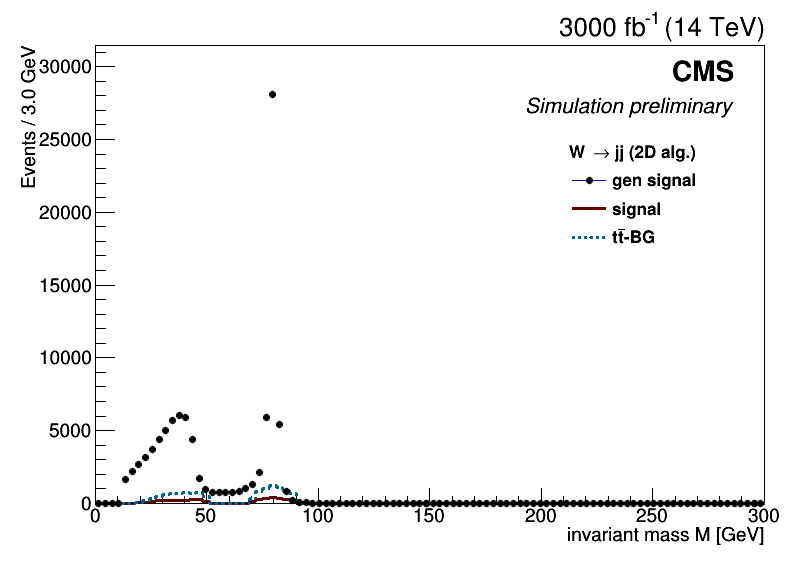 3000 fb⁻¹ (14 TeV)
Events / 3.0 GeV
30000
25000
20000
15000
10000
5000
0
CMS
Simulation preliminary
W → jj (2D alg.)
gen signal
signal
tt̄-BG
0 50 100 150 200 250 300
invariant mass M [GeV]